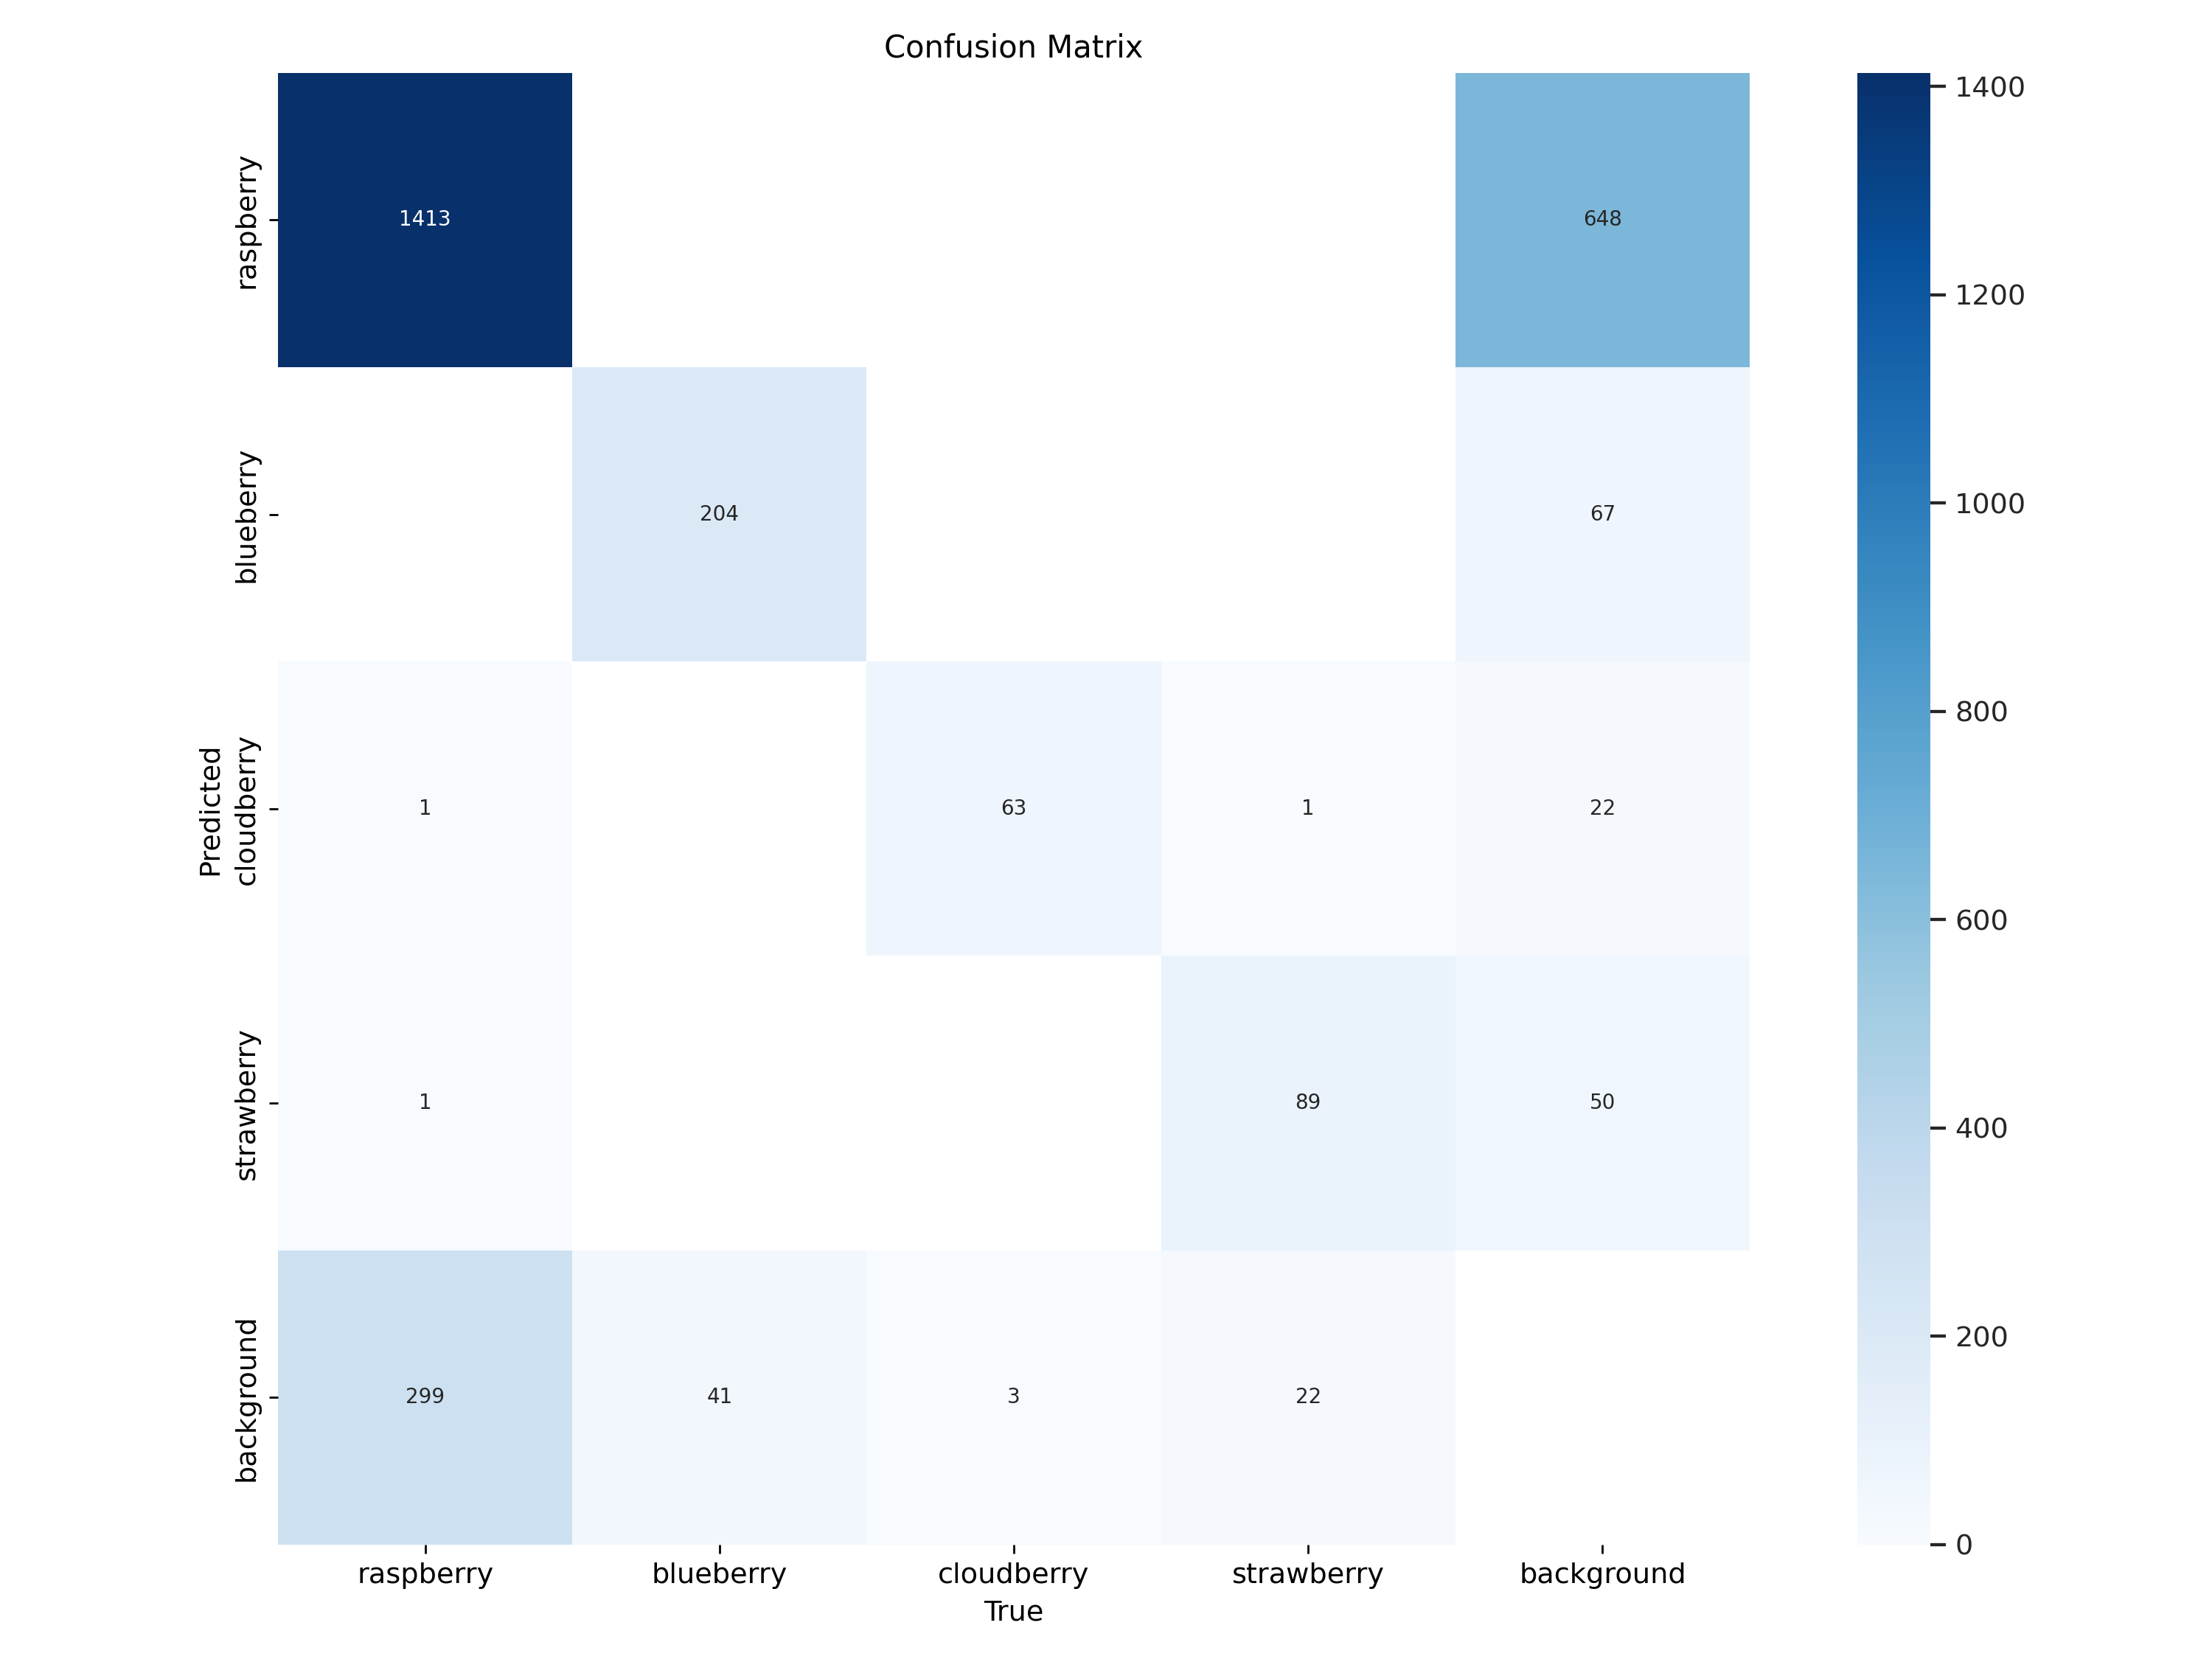 Confusion Matrix
raspberry
blueberry
cloudberry
strawberry
background
Predicted
1413
648
204
67
1
63
1
22
1
89
50
299
41
3
22
raspberry
blueberry
cloudberry
strawberry
background
True
1400
1200
1000
800
600
400
200
0